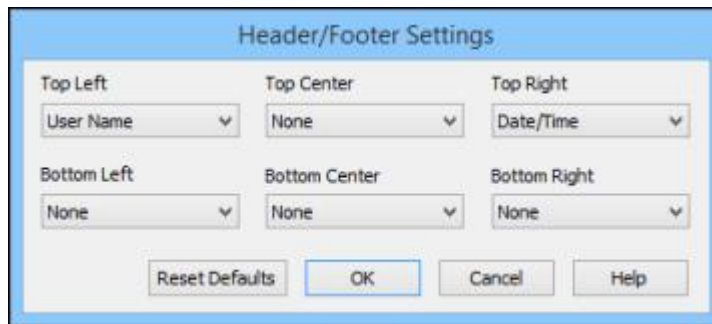 Header/Footer Settings
Top Left Top Center Top Right
User Name None Date/Time
Bottom Left Bottom Center Bottom Right
None None None
Reset Defaults OK Cancel Help